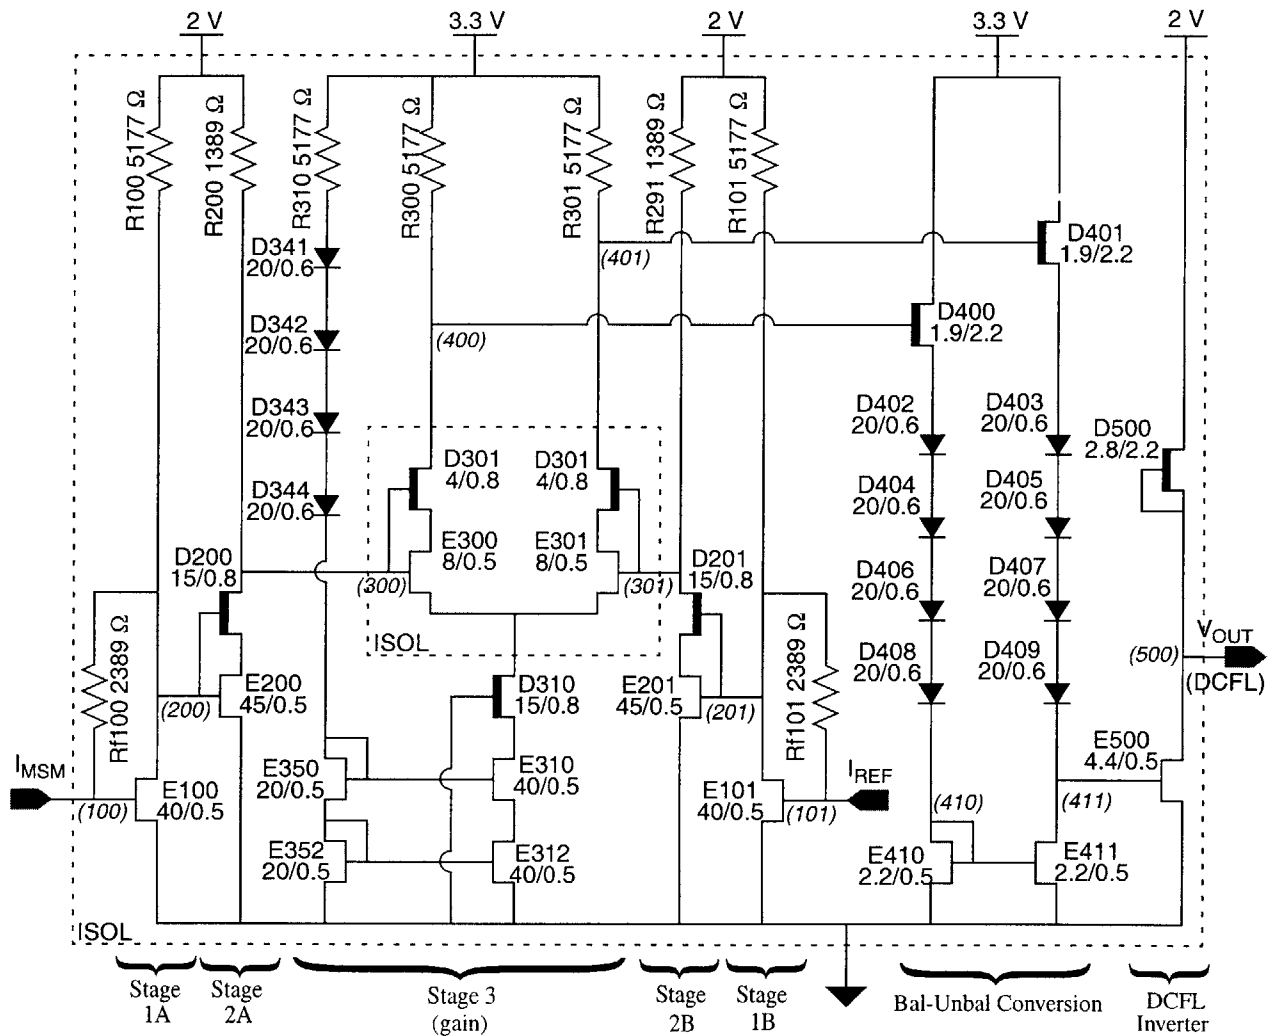 2 V
3.3 V
2 V
3.3 V
2 V
R100 5177 Ω
R200 1389 Ω
R310 5177 Ω
R300 5177 Ω
R301 5177 Ω
R291 1389 Ω
R101 5177 Ω
D341
20/0.6
D342
20/0.6
D343
20/0.6
D344
20/0.6
(401)
(400)
D401
1.9/2.2
D400
1.9/2.2
D402
20/0.6
D403
20/0.6
D404
20/0.6
D405
20/0.6
D406
20/0.6
D407
20/0.6
D408
20/0.6
D409
20/0.6
D500
2.8/2.2
D301
4/0.8
D301
4/0.8
E300
8/0.5
E301
8/0.5
(300)
(301)
ISOL
D200
15/0.8
D201
15/0.8
Rf100 2389 Ω
Rf101 2389 Ω
E200
45/0.5
(200)
D310
15/0.8
E201
45/0.5
(201)
VOUT
(500)
(DCFL)
IMSM
(100)
E100
40/0.5
E350
20/0.5
E310
40/0.5
E101
40/0.5
IREF
(101)
(410)
(411)
E500
4.4/0.5
E352
20/0.5
E312
40/0.5
E410
2.2/0.5
E411
2.2/0.5
ISOL
Stage
1A
Stage
2A
Stage 3
(gain)
Stage
2B
Stage
1B
Bal-Unbal Conversion
DCFL
Inverter